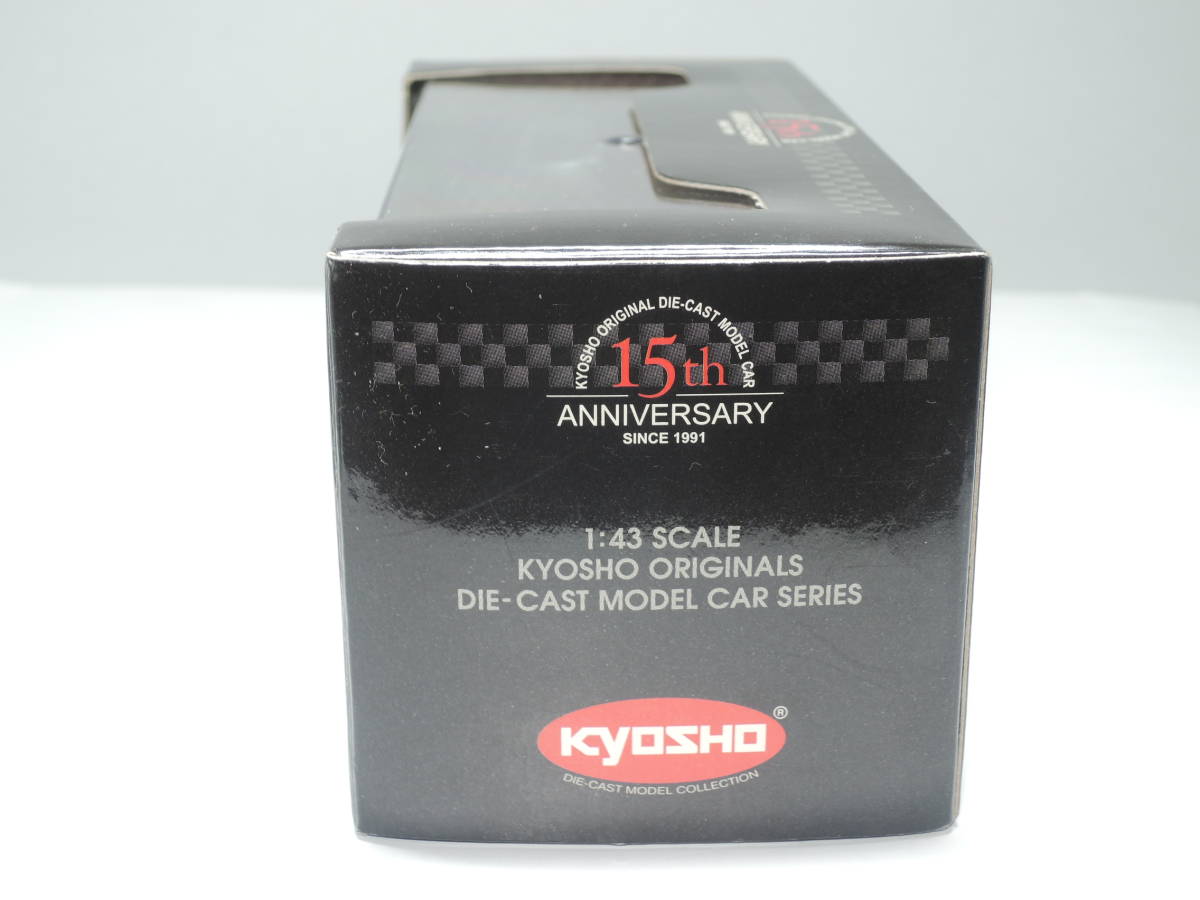 KYOSHO ORIGINAL DIE-CAST MODEL CAR
15th
ANNIVERSARY
SINCE 1991
1:43 SCALE
KYOSHO ORIGINALS
DIE-CAST MODEL CAR SERIES
KYOSHO ®
DIE-CAST MODEL COLLECTION